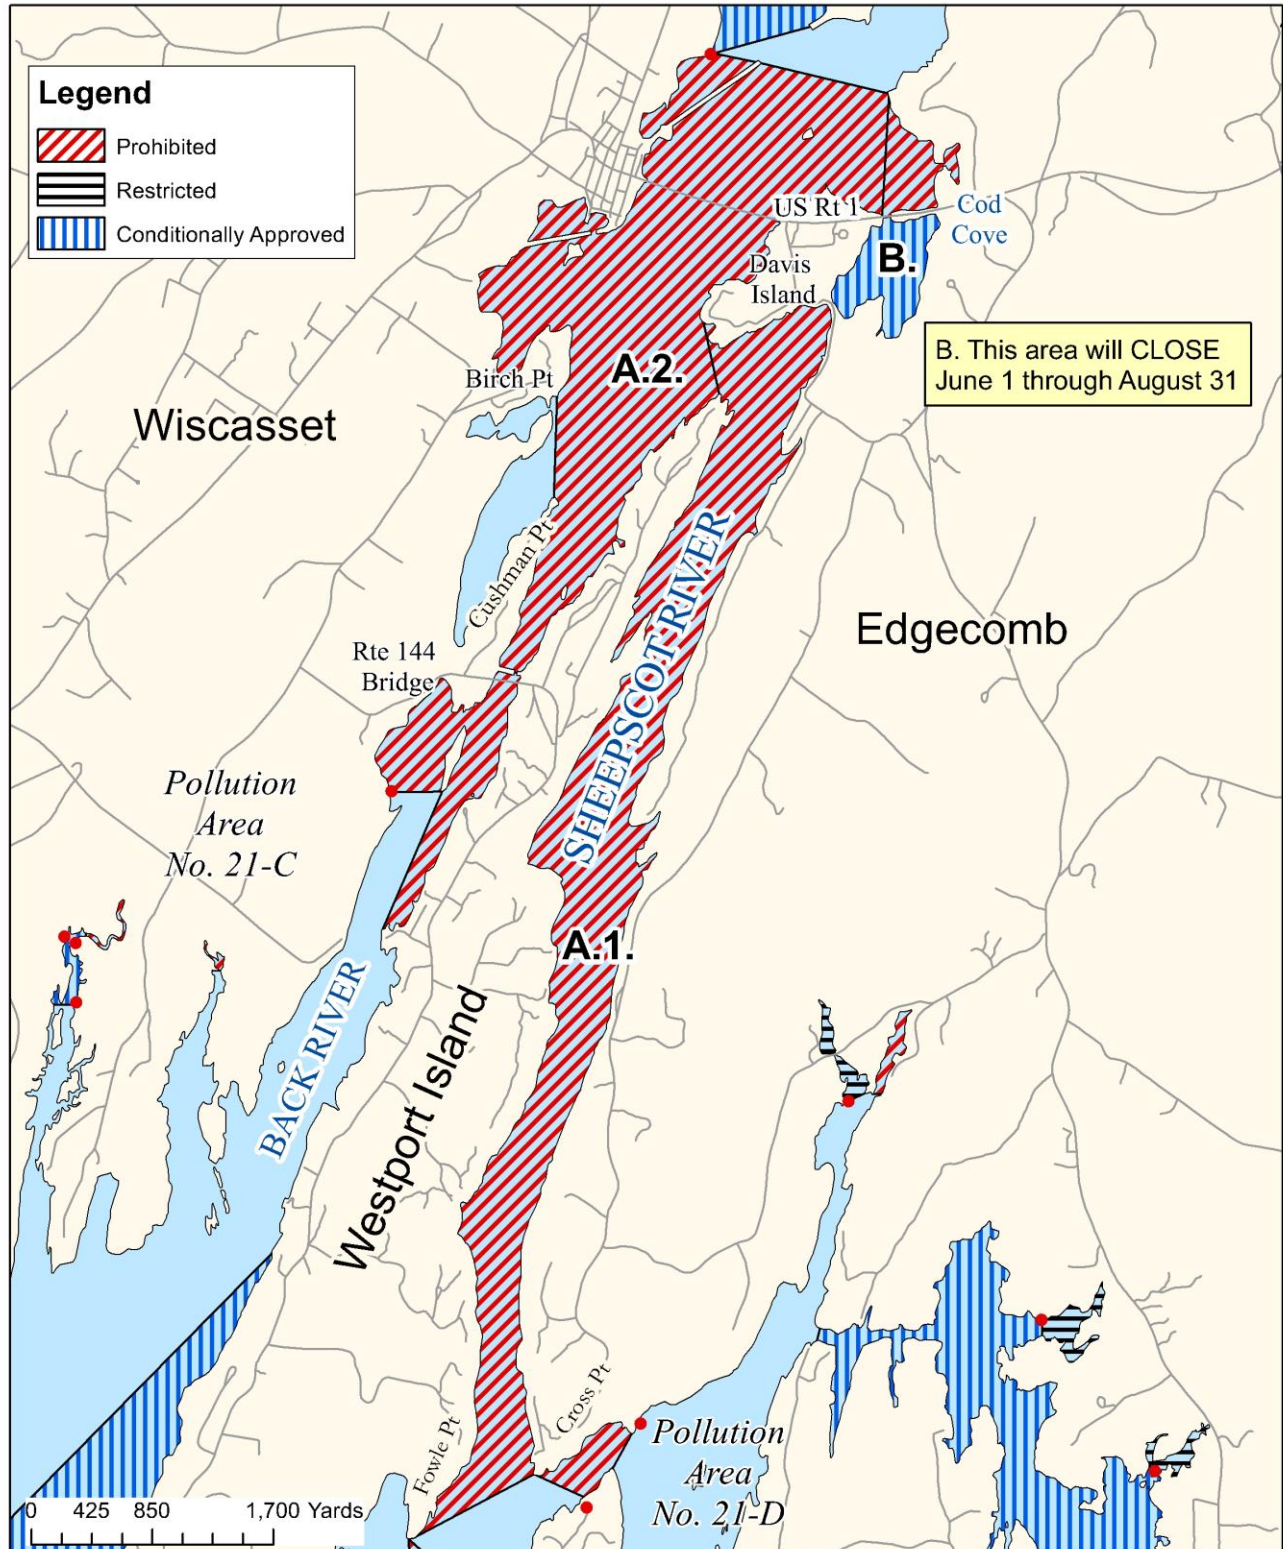 Legend
Prohibited
Restricted
Conditionally Approved
US Rt 1
Cod
Cove
B.
Davis
Island
B. This area will CLOSE
June 1 through August 31
A.2.
Birch Pt
Wiscasset
Cushman Pt
SHEEPSCOT RIVER
Edgecomb
Rte 144
Bridge
Pollution
Area
No. 21-C
A.1.
BACK RIVER
Westport Island
Cross Pt
Fowle Pt
Pollution
Area
No. 21-D
0 425 850 1,700 Yards